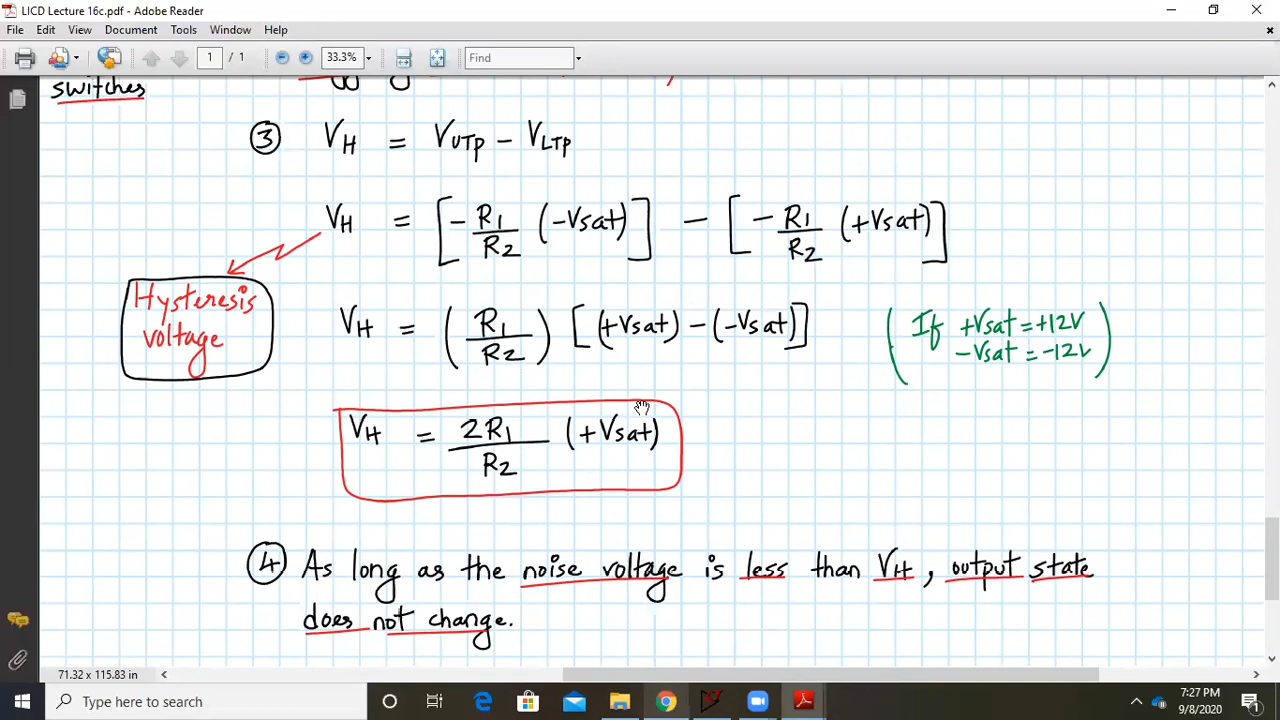 LICD Lecture 16c.pdf - Adobe Reader
File Edit View Document Tools Window Help
1 / 1 33.3% Find
switches
③ VH = VUTP - VLTP
VH = [-R1/R2 (-Vsat)] - [-R1/R2 (+Vsat)]
Hysteresis
voltage
VH = (R1/R2) [(+Vsat) - (-Vsat)]
(If +Vsat = +12V
-Vsat = -12V)
VH = 2R1/R2 (+Vsat)
④ As long as the noise voltage is less than VH, output state
does not change.
71.32 x 115.83 in
Type here to search
7:27 PM
9/8/2020
1